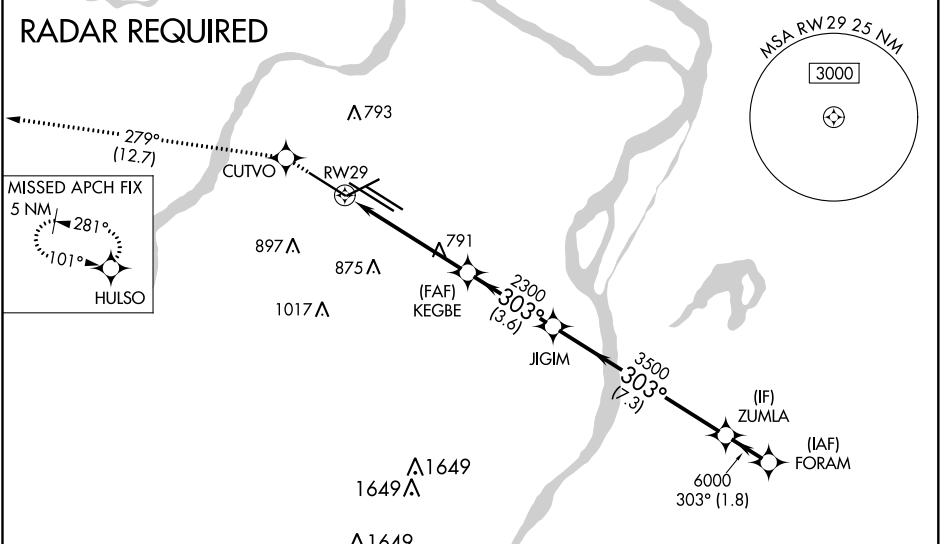 RADAR REQUIRED
MSA RW29 25 NM
3000
793
279°
(12.7)
CUTVO
RW29
MISSED APCH FIX
5 NM
281°
101°
HULSO
897
791
875
1017
(FAF)
KEGBE
2300
303°
(3.6)
JIGIM
3500
303°
(7.3)
(IF)
ZUMLA
(IAF)
FORAM
6000
303° (1.8)
1649
1649
1649